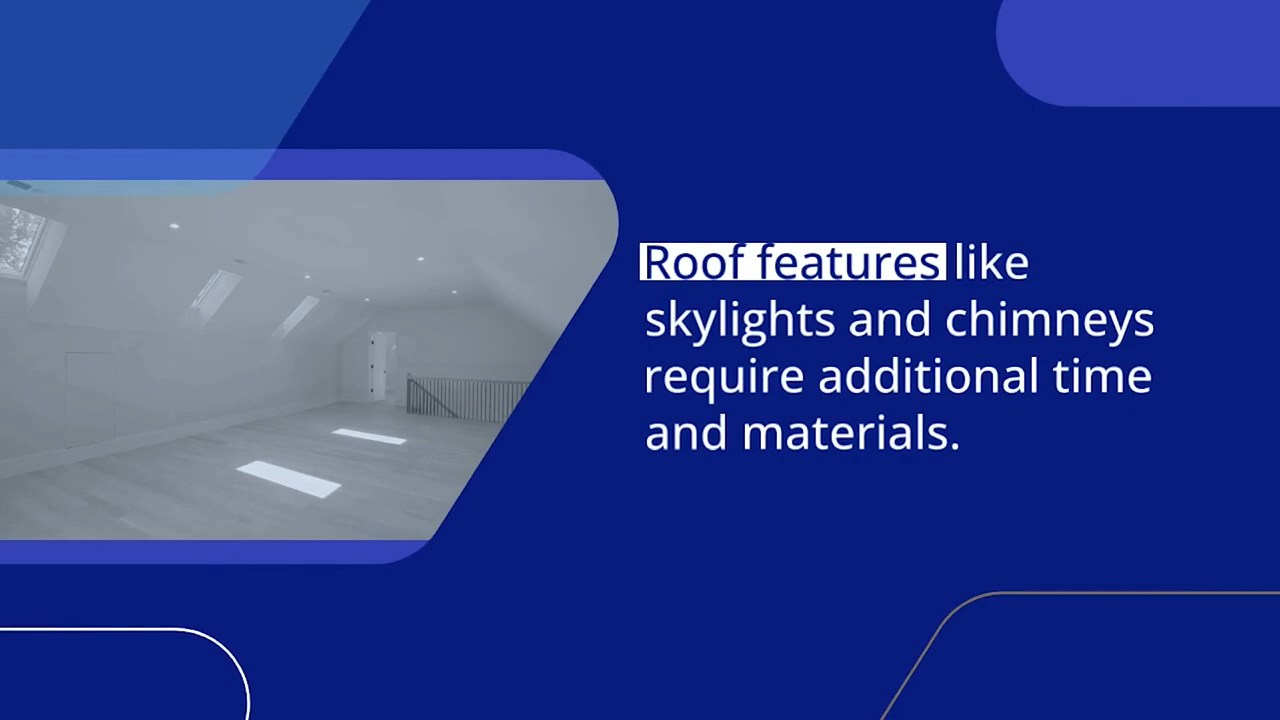 Roof features like
skylights and chimneys
require additional time
and materials.